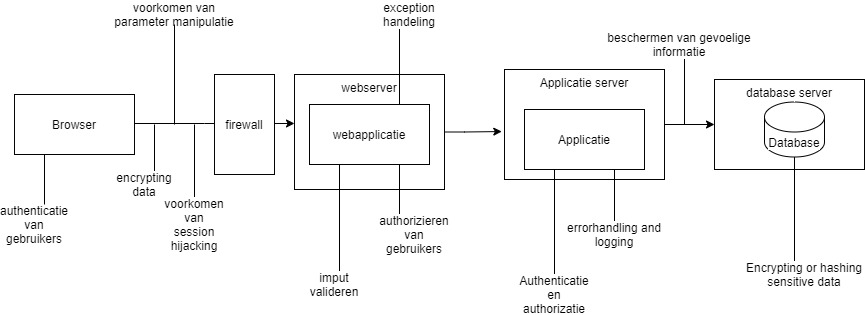 voorkomen van
parameter manipulatie
exception
handeling
beschermen van gevoelige
informatie
Browser
firewall
webserver
webapplicatie
Applicatie server
Applicatie
database server
Database
authenticatie
van
gebruikers
encrypting
data
voorkomen
van
session
hijacking
imput
valideren
authorizieren
van
gebruikers
Authenticatie
en
authorizatie
errorhandling and
logging
Encrypting or hashing
sensitive data